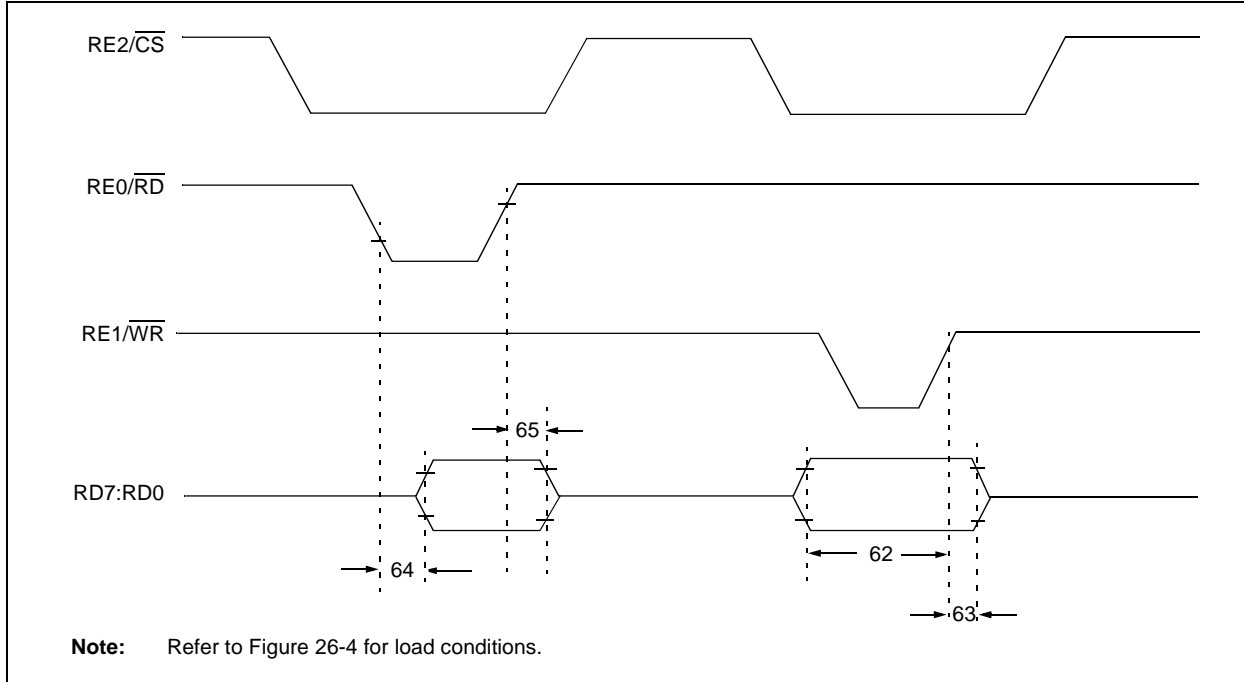 RE2/CS
RE0/RD
RE1/WR
65
RD7:RD0
62
64
63
Note: Refer to Figure 26-4 for load conditions.